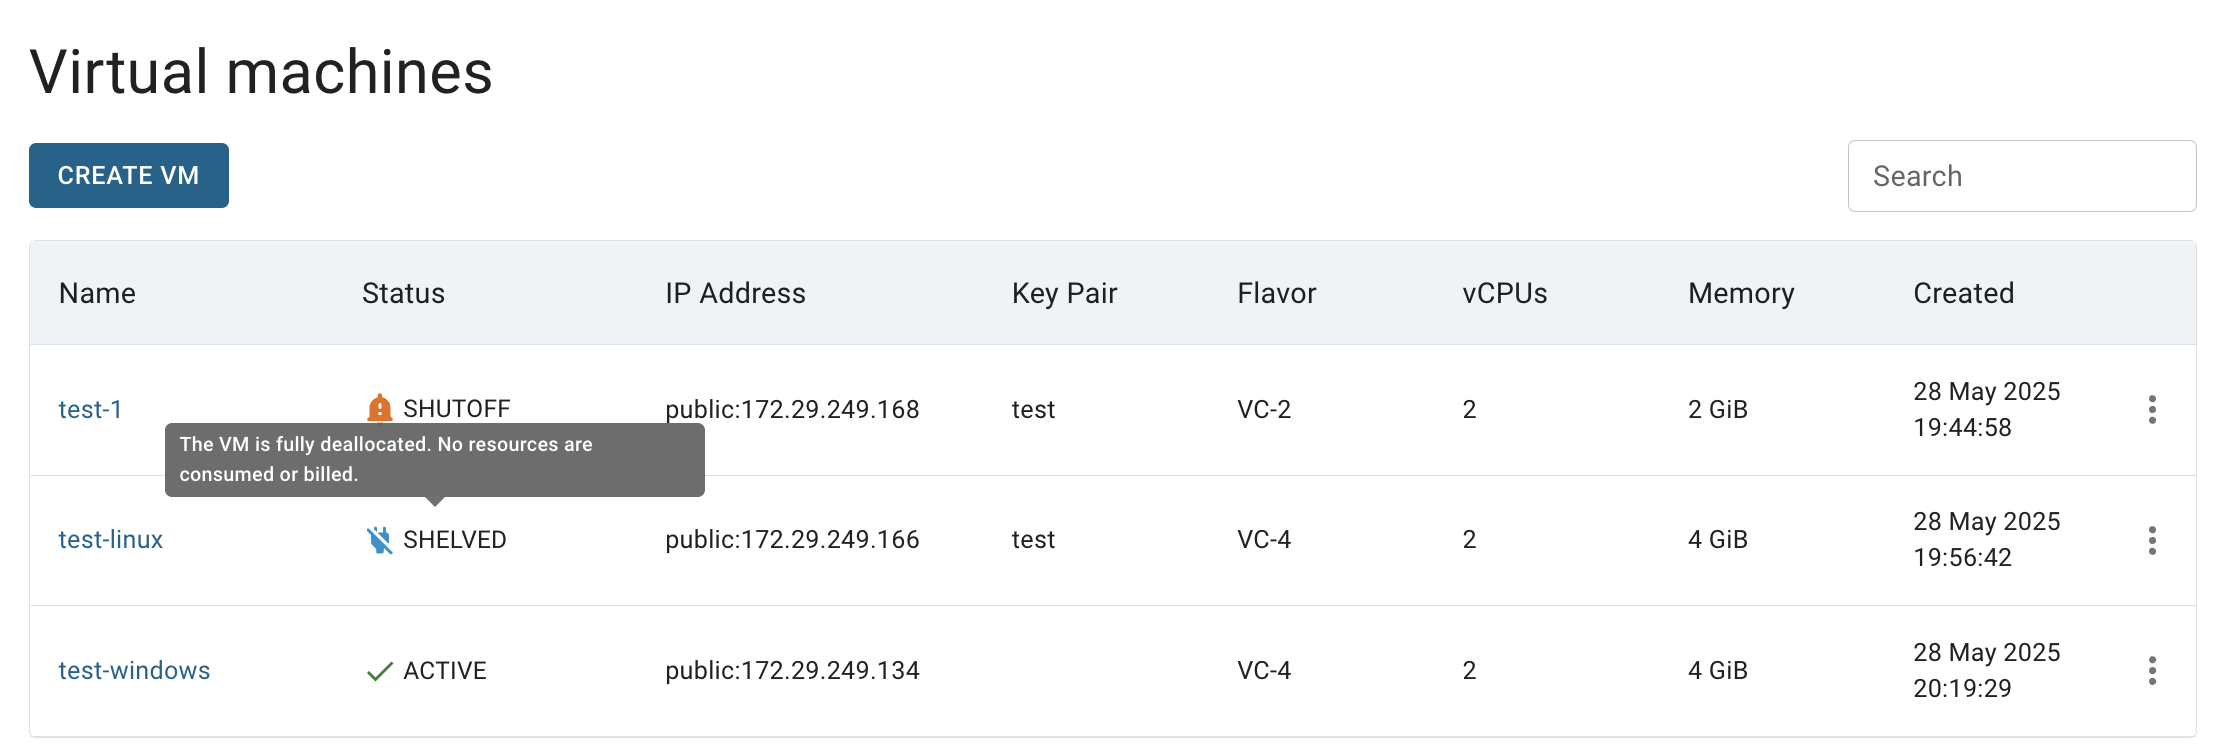 Virtual machines
CREATE VM
Search
Name Status IP Address Key Pair Flavor vCPUs Memory Created
test-1 SHUTOFF public:172.29.249.168 test VC-2 2 2 GiB 28 May 2025
19:44:58
The VM is fully deallocated. No resources are
consumed or billed.
test-linux SHELVED public:172.29.249.166 test VC-4 2 4 GiB 28 May 2025
19:56:42
test-windows ACTIVE public:172.29.249.134 VC-4 2 4 GiB 28 May 2025
20:19:29